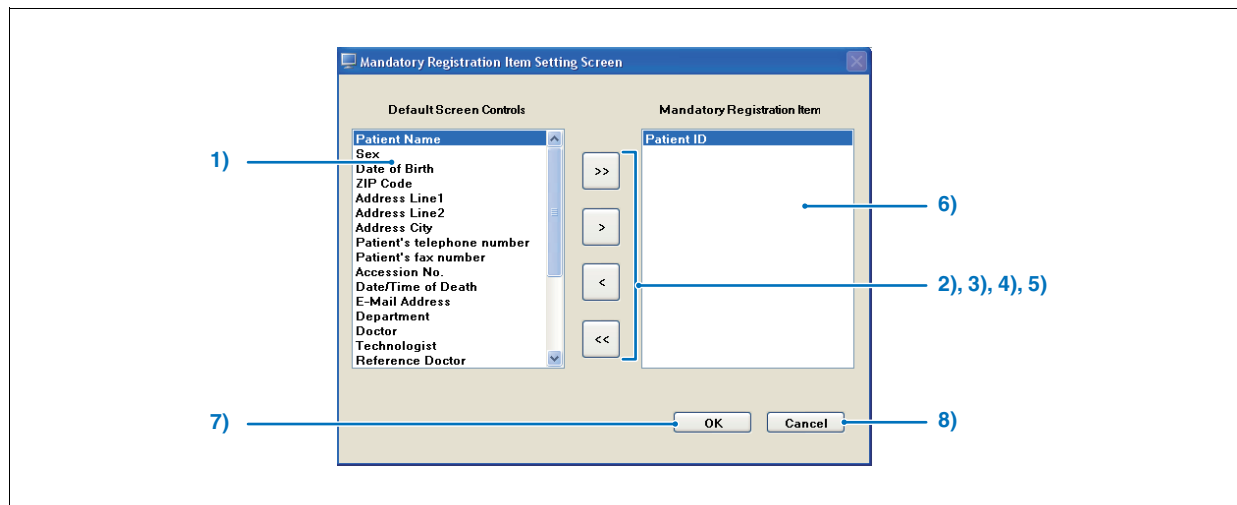 Mandatory Registration Item Setting Screen
Default Screen Controls
Mandatory Registration Item
Patient Name
Sex
Date of Birth
ZIP Code
Address Line1
Address Line2
Address City
Patient's telephone number
Patient's fax number
Accession No.
Date/Time of Death
E-Mail Address
Department
Doctor
Technologist
Reference Doctor
>>
>
<
<<
Patient ID
1)
6)
2), 3), 4), 5)
7)
OK
Cancel
8)